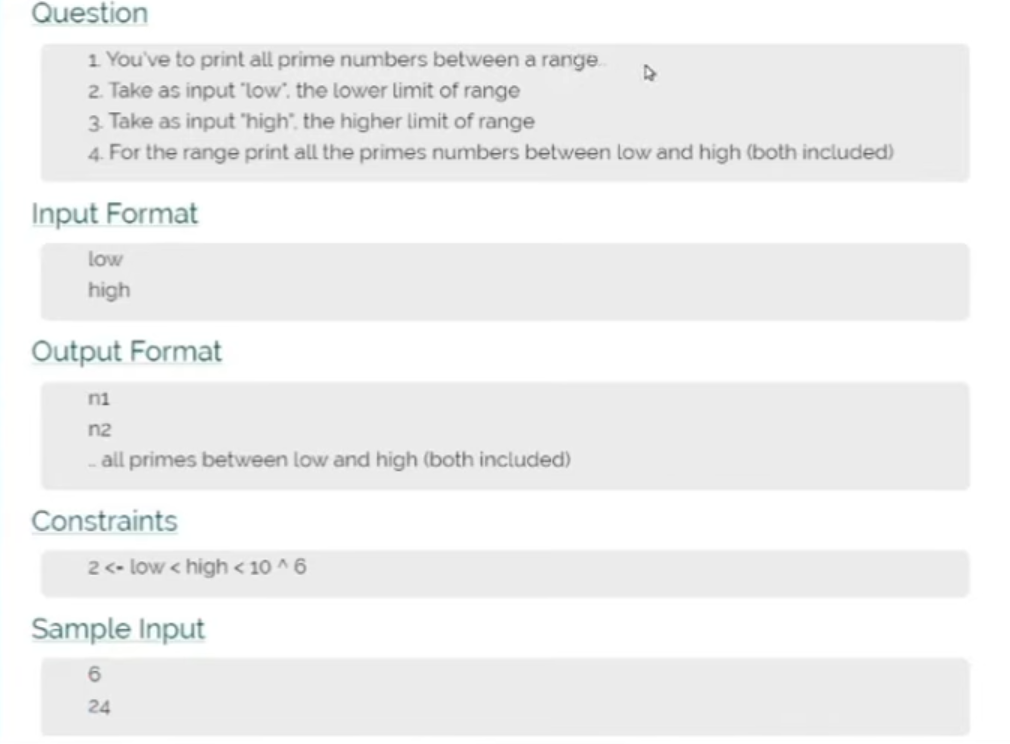 Question
1. You've to print all prime numbers between a range.
2. Take as input "low", the lower limit of range
3. Take as input "high", the higher limit of range
4. For the range print all the primes numbers between low and high (both included)
Input Format
low
high
Output Format
n1
n2
.. all primes between low and high (both included)
Constraints
2 <= low < high < 10 ^ 6
Sample Input
6
24